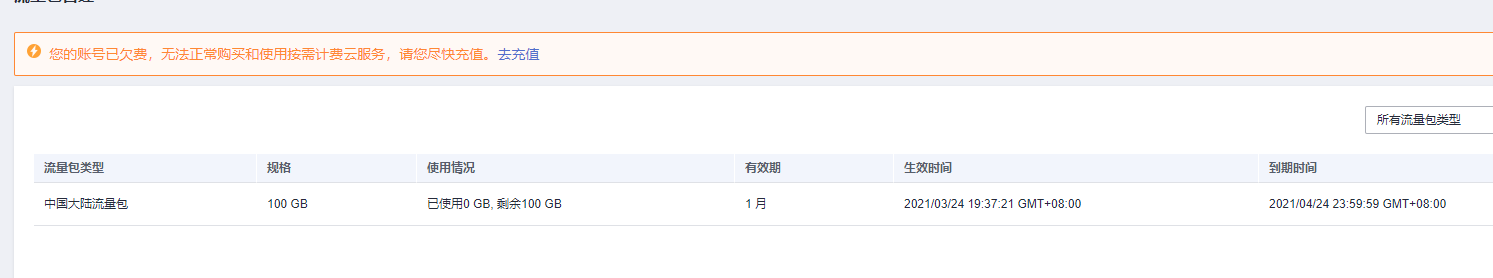 您的账号已欠费，无法正常购买和使用按需计费云服务，请您尽快充值。去充值
所有流量包类型
流量包类型 规格 使用情况 有效期 生效时间 到期时间
中国大陆流量包 100 GB 已使用0 GB, 剩余100 GB 1 月 2021/03/24 19:37:21 GMT+08:00 2021/04/24 23:59:59 GMT+08:00